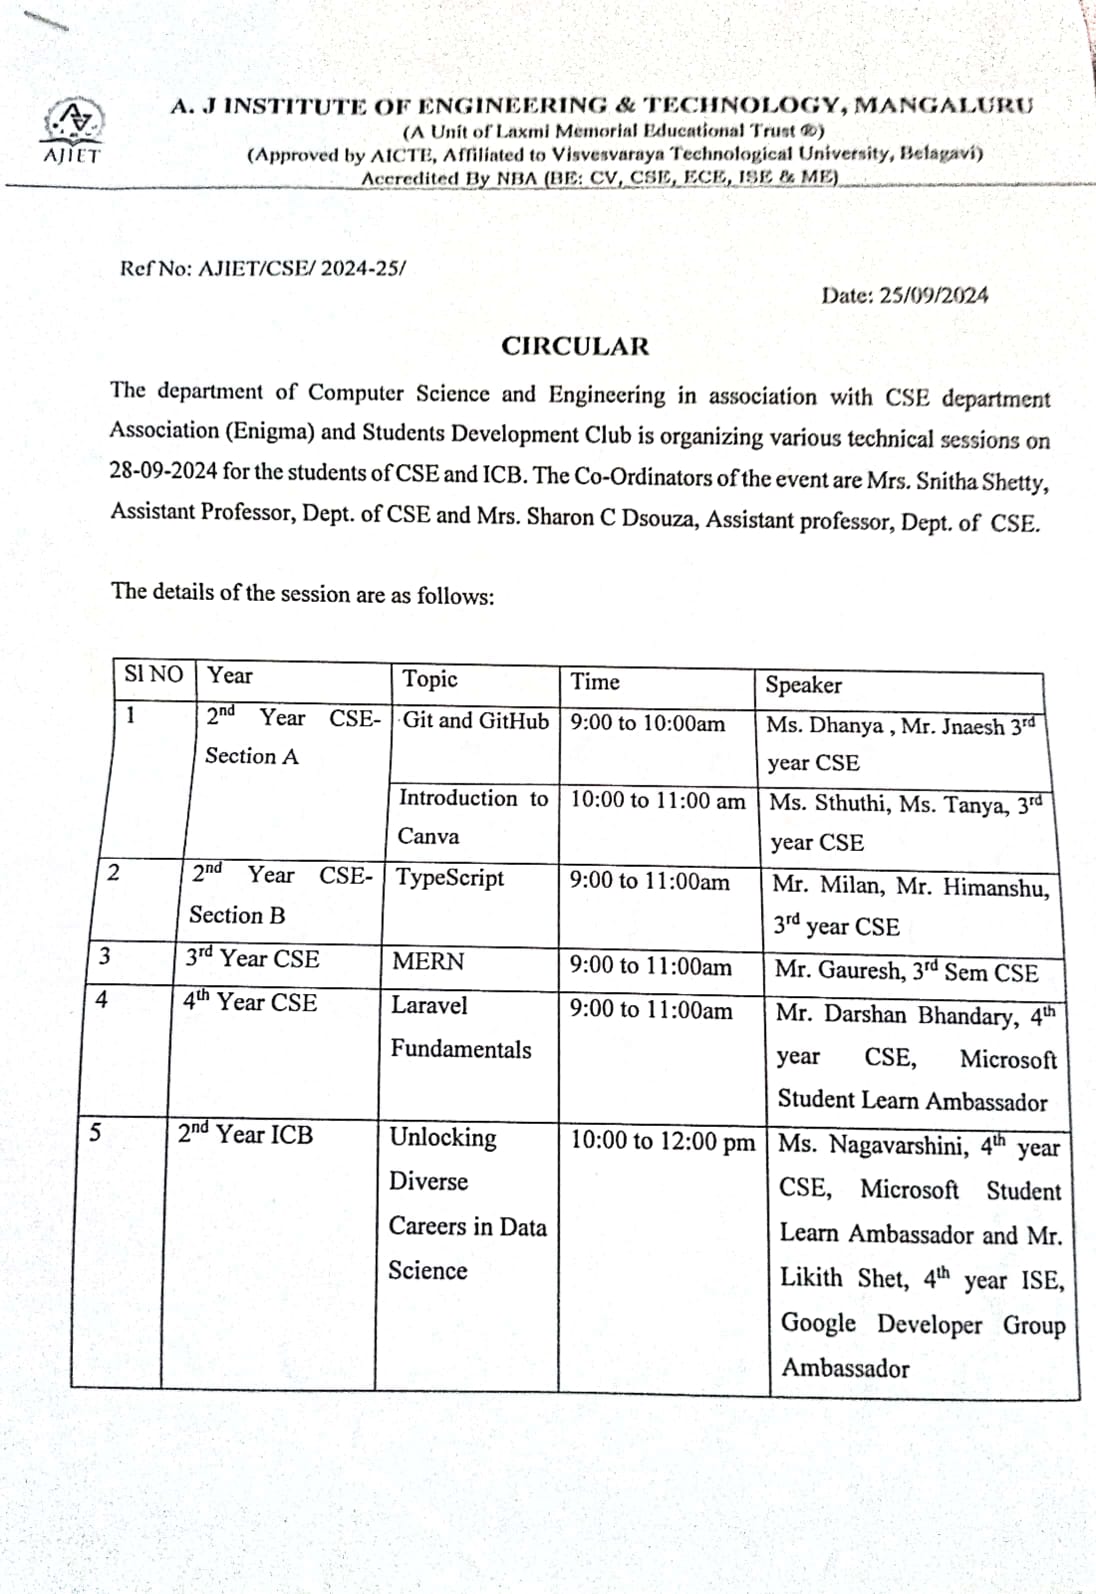 AJIET
A. J INSTITUTE OF ENGINEERING & TECHNOLOGY, MANGALURU
(A Unit of Laxmi Memorial Educational Trust ®)
(Approved by AICTE, Affiliated to Visvesvaraya Technological University, Belagavi)
Accredited By NBA (BE: CV, CSE, ECE, ISE & ME)
Ref No: AJIET/CSE/ 2024-25/
Date: 25/09/2024
CIRCULAR
The department of Computer Science and Engineering in association with CSE department
Association (Enigma) and Students Development Club is organizing various technical sessions on
28-09-2024 for the students of CSE and ICB. The Co-Ordinators of the event are Mrs. Snitha Shetty,
Assistant Professor, Dept. of CSE and Mrs. Sharon C Dsouza, Assistant professor, Dept. of CSE.
The details of the session are as follows:
Sl NO Year Topic Time Speaker
1 2nd Year CSE- Git and GitHub 9:00 to 10:00am Ms. Dhanya , Mr. Jnaesh 3rd
Section A year CSE
Introduction to 10:00 to 11:00 am Ms. Sthuthi, Ms. Tanya, 3rd
Canva year CSE
2 2nd Year CSE- TypeScript 9:00 to 11:00am Mr. Milan, Mr. Himanshu,
Section B 3rd year CSE
3 3rd Year CSE MERN 9:00 to 11:00am Mr. Gauresh, 3rd Sem CSE
4 4th Year CSE Laravel 9:00 to 11:00am Mr. Darshan Bhandary, 4th
Fundamentals year CSE, Microsoft
Student Learn Ambassador
5 2nd Year ICB Unlocking 10:00 to 12:00 pm Ms. Nagavarshini, 4th year
Diverse CSE, Microsoft Student
Careers in Data Learn Ambassador and Mr.
Science Likith Shet, 4th year ISE,
Google Developer Group
Ambassador